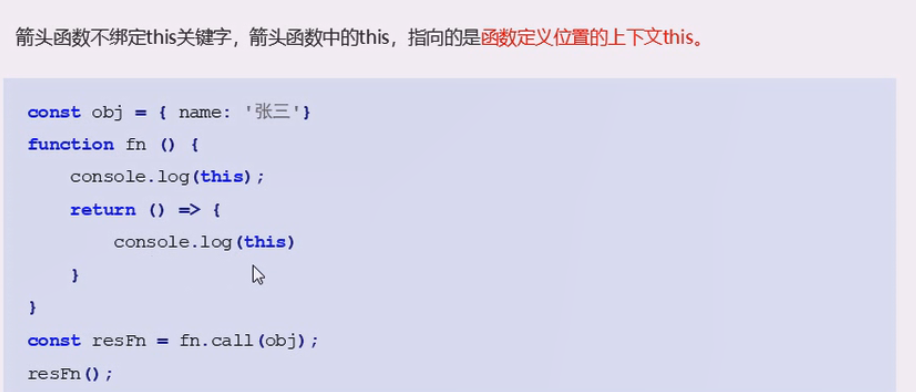 箭头函数不绑定this关键字，箭头函数中的this，指向的是函数定义位置的上下文this。
const obj = { name: '张三'}
function fn () {
    console.log(this);
    return () => {
        console.log(this)
    }
}
const resFn = fn.call(obj);
resFn();